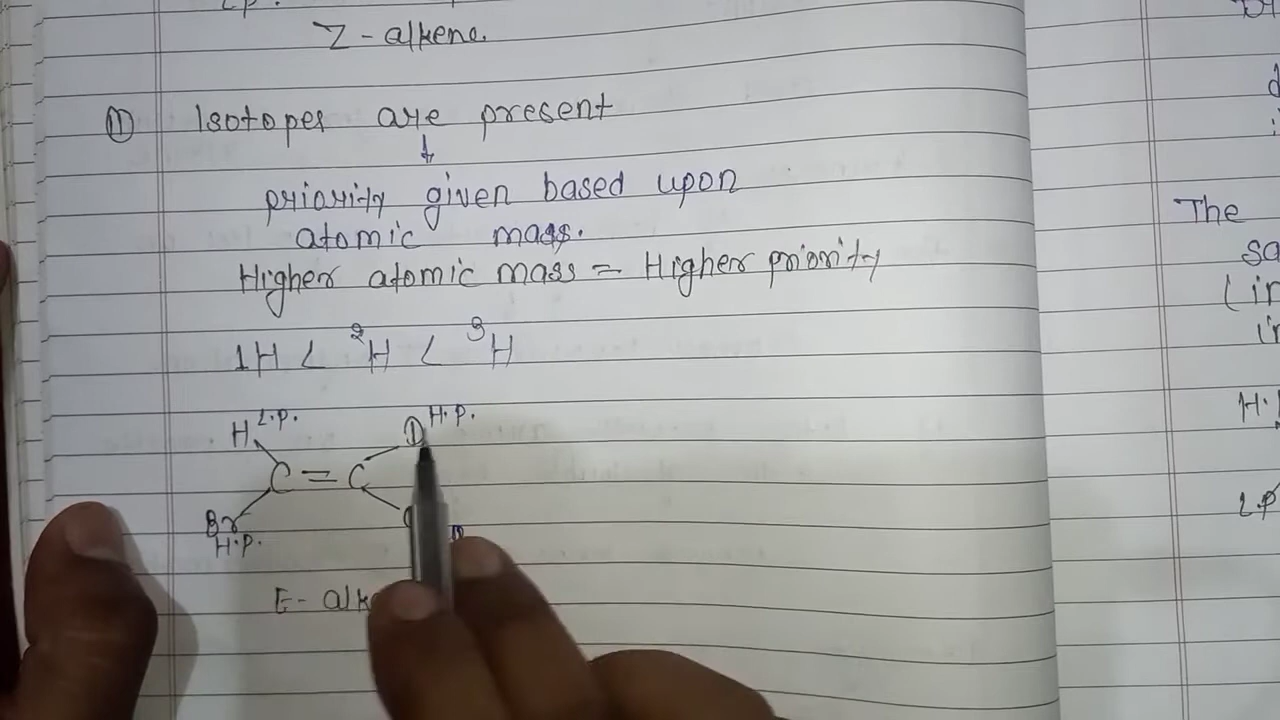 Z-alkene.
① Isotopes are present
↓
priority given based upon
atomic mass.
Higher atomic mass = Higher priority
1H < ²H < ³H
H L.P. D H.P.
C = C
Br
H.P.
E- alk
The
H.
L.P